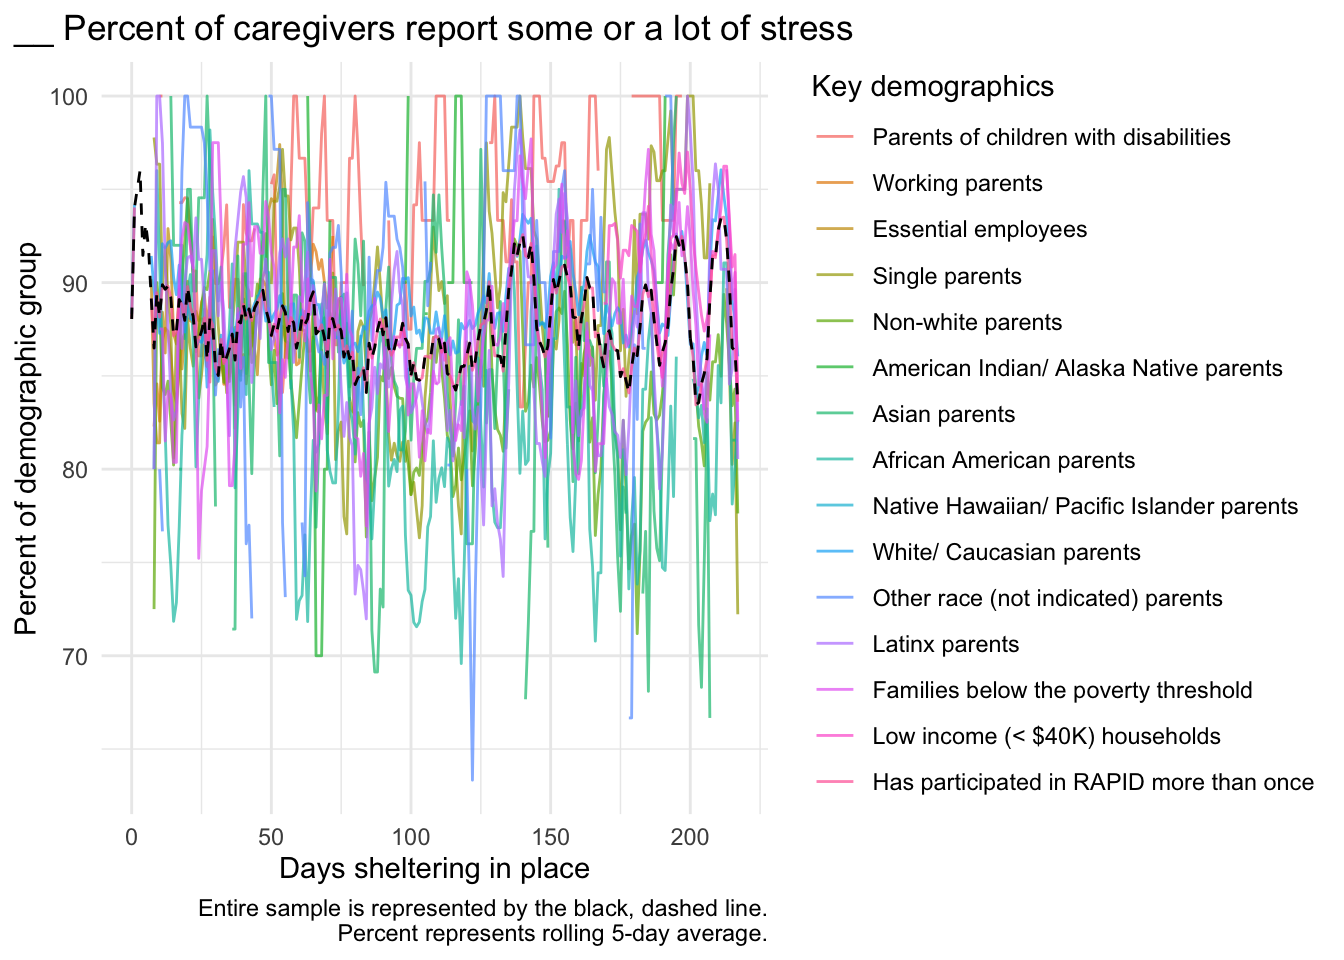 __ Percent of caregivers report some or a lot of stress
Percent of demographic group
100
90
80
70
0
50
100
150
200
Days sheltering in place
Entire sample is represented by the black, dashed line.
Percent represents rolling 5-day average.
Key demographics
Parents of children with disabilities
Working parents
Essential employees
Single parents
Non-white parents
American Indian/ Alaska Native parents
Asian parents
African American parents
Native Hawaiian/ Pacific Islander parents
White/ Caucasian parents
Other race (not indicated) parents
Latinx parents
Families below the poverty threshold
Low income (< $40K) households
Has participated in RAPID more than once